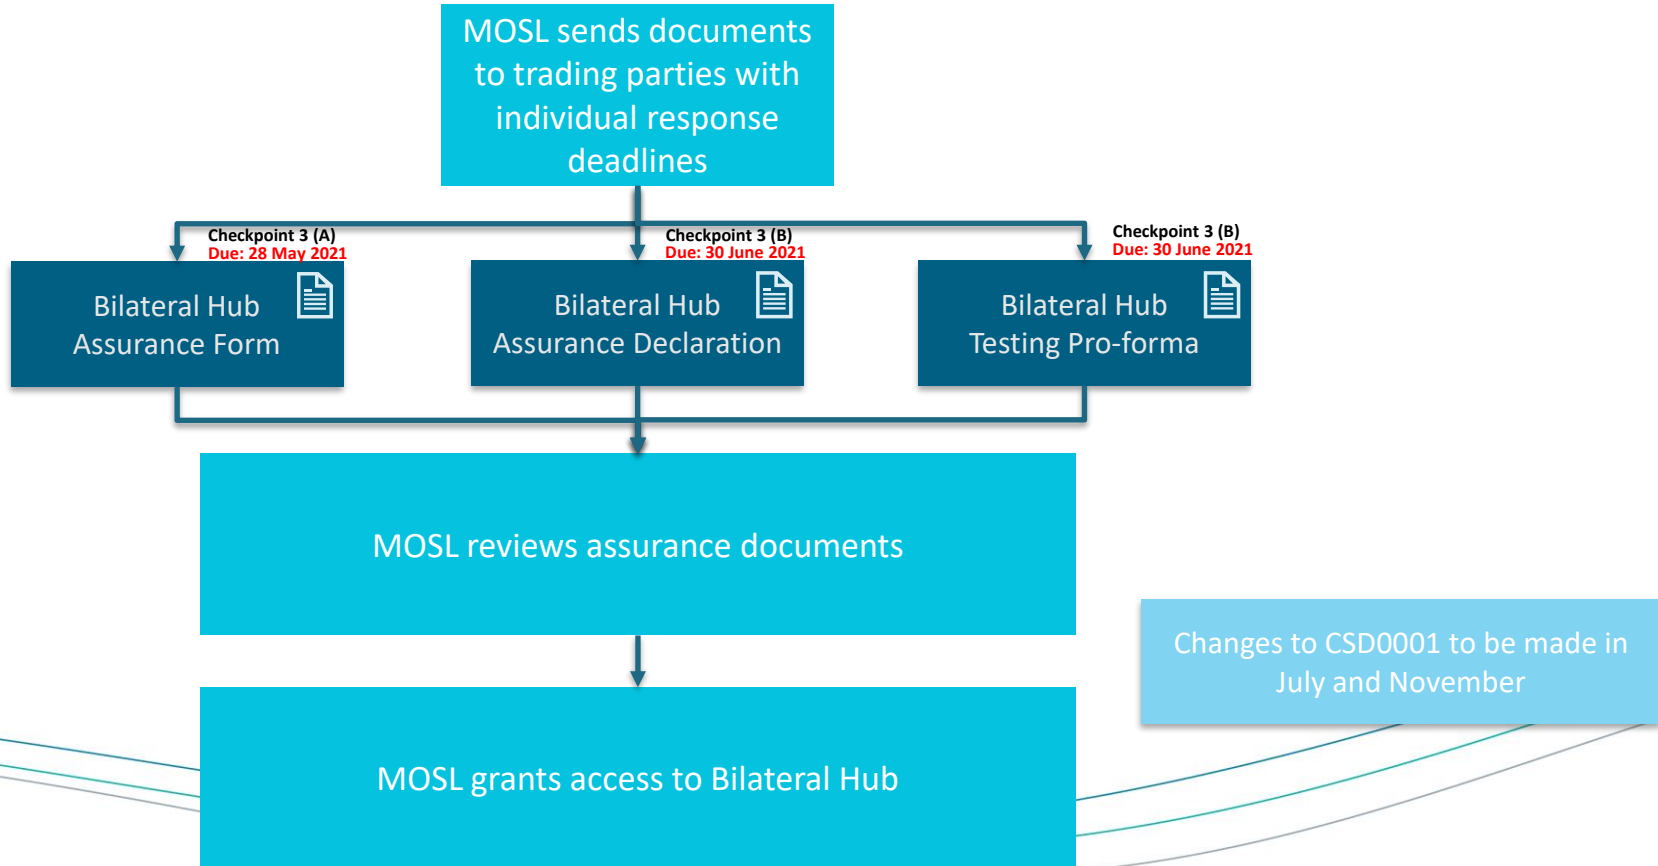 MOSL sends documents
to trading parties with
individual response
deadlines
Checkpoint 3 (A)
Due: 28 May 2021
Checkpoint 3 (B)
Due: 30 June 2021
Checkpoint 3 (B)
Due: 30 June 2021
Bilateral Hub
Assurance Form
Bilateral Hub
Assurance Declaration
Bilateral Hub
Testing Pro-forma
MOSL reviews assurance documents
Changes to CSD0001 to be made in
July and November
MOSL grants access to Bilateral Hub